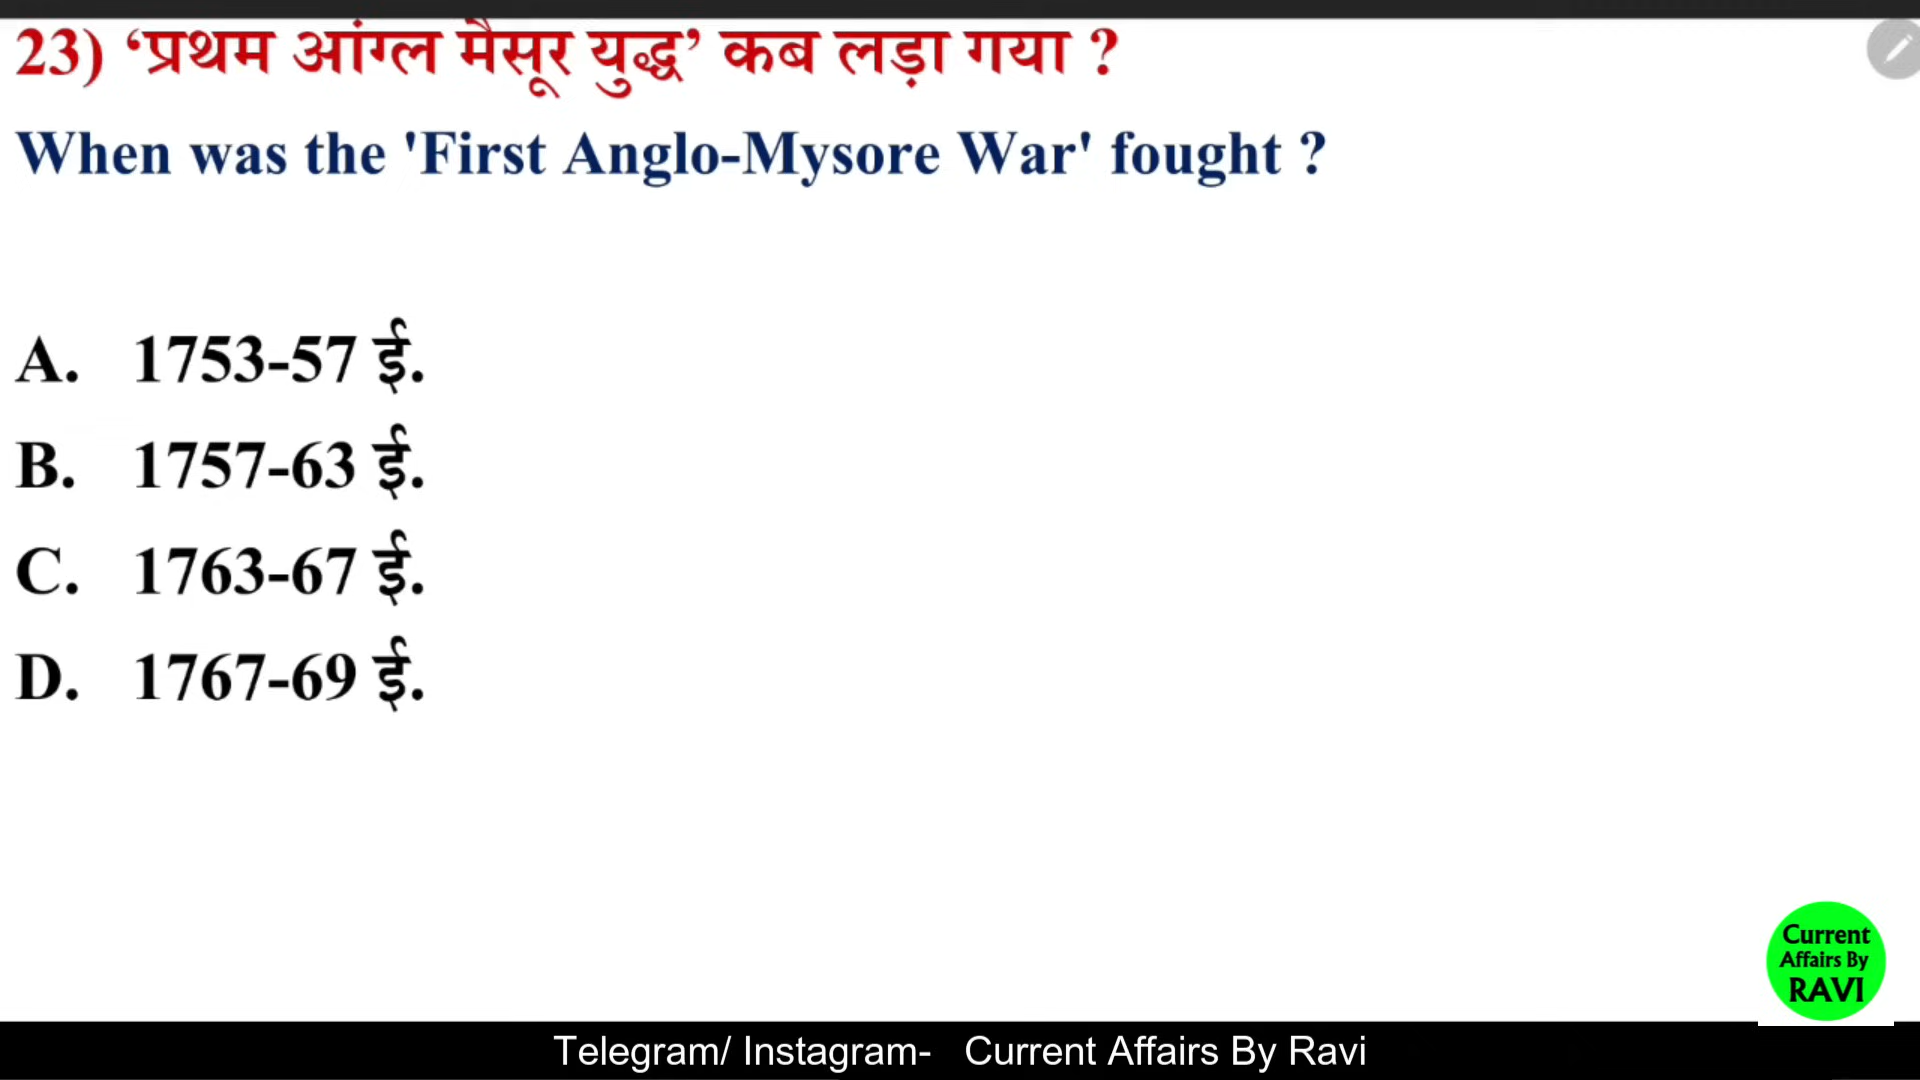 23) ‘प्रथम आंग्ल मैसूर युद्ध’ कब लड़ा गया ?
When was the 'First Anglo-Mysore War' fought ?
A. 1753-57 ई.
B. 1757-63 ई.
C. 1763-67 ई.
D. 1767-69 ई.
Current
Affairs By
RAVI
Telegram/ Instagram- Current Affairs By Ravi